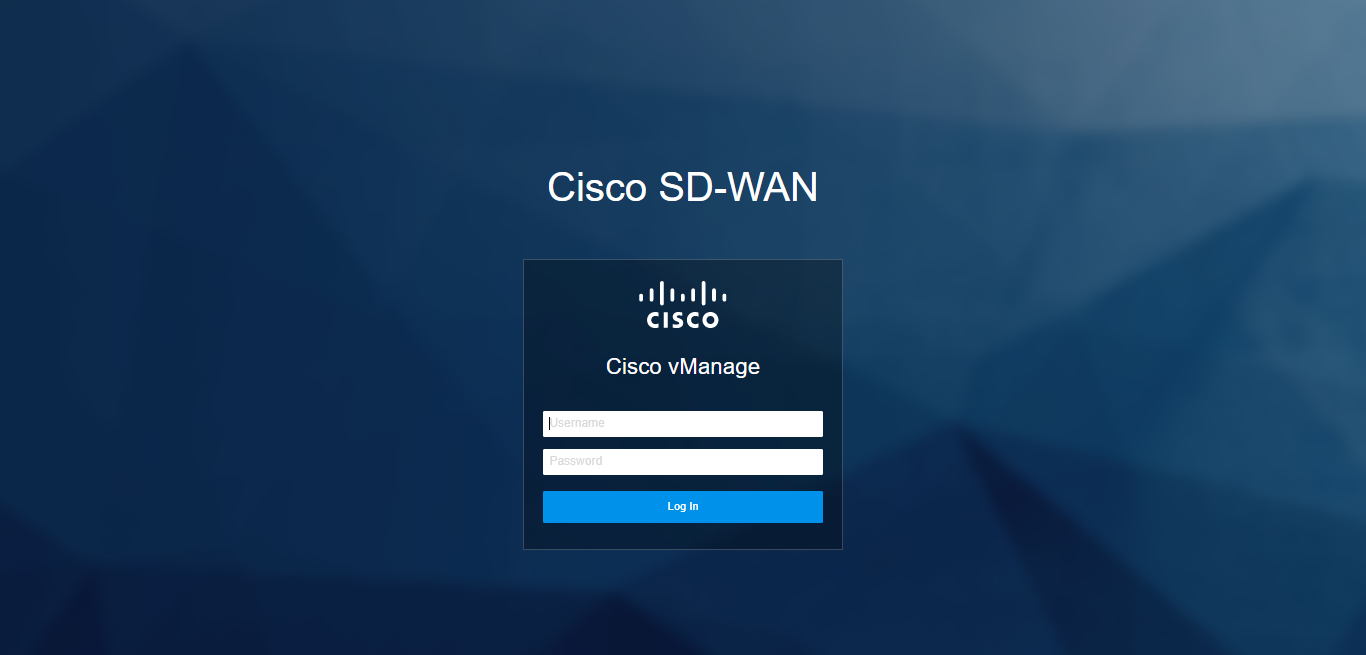 Cisco SD-WAN
CISCO
Cisco vManage
Username
Password
Log In